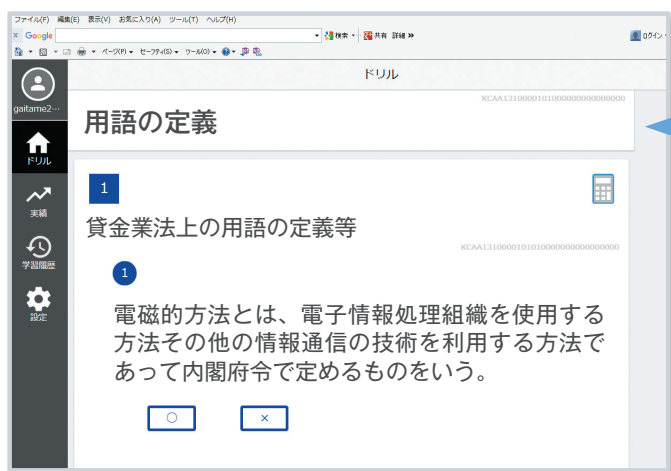 ファイル(F) 編集(E) 表示(V) お気に入り(A) ツール(T) ヘルプ(H)
x Google 検索 共有 詳細 » ログイン
ページ(P) セーフティ(S) ツール(O)
ドリル
gaitame2…
KCAA13100001010000000000000
用語の定義
ドリル
1
実績
貸金業法上の用語の定義等
学習履歴
1
設定
電磁的方法とは、電子情報処理組織を使用する
方法その他の情報通信の技術を利用する方法で
あって内閣府令で定めるものをいう。
○ ×